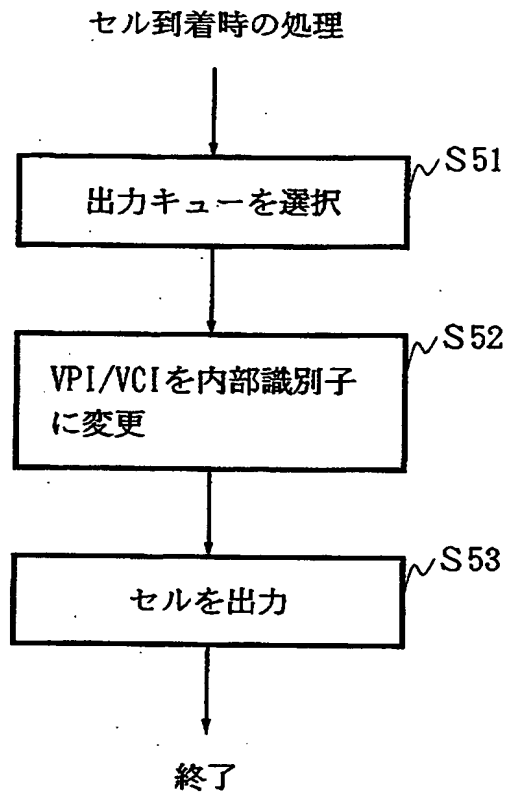 セル到着時の処理
S51
出力キューを選択
S52
VPI/VCIを内部識別子
に変更
S53
セルを出力
終了